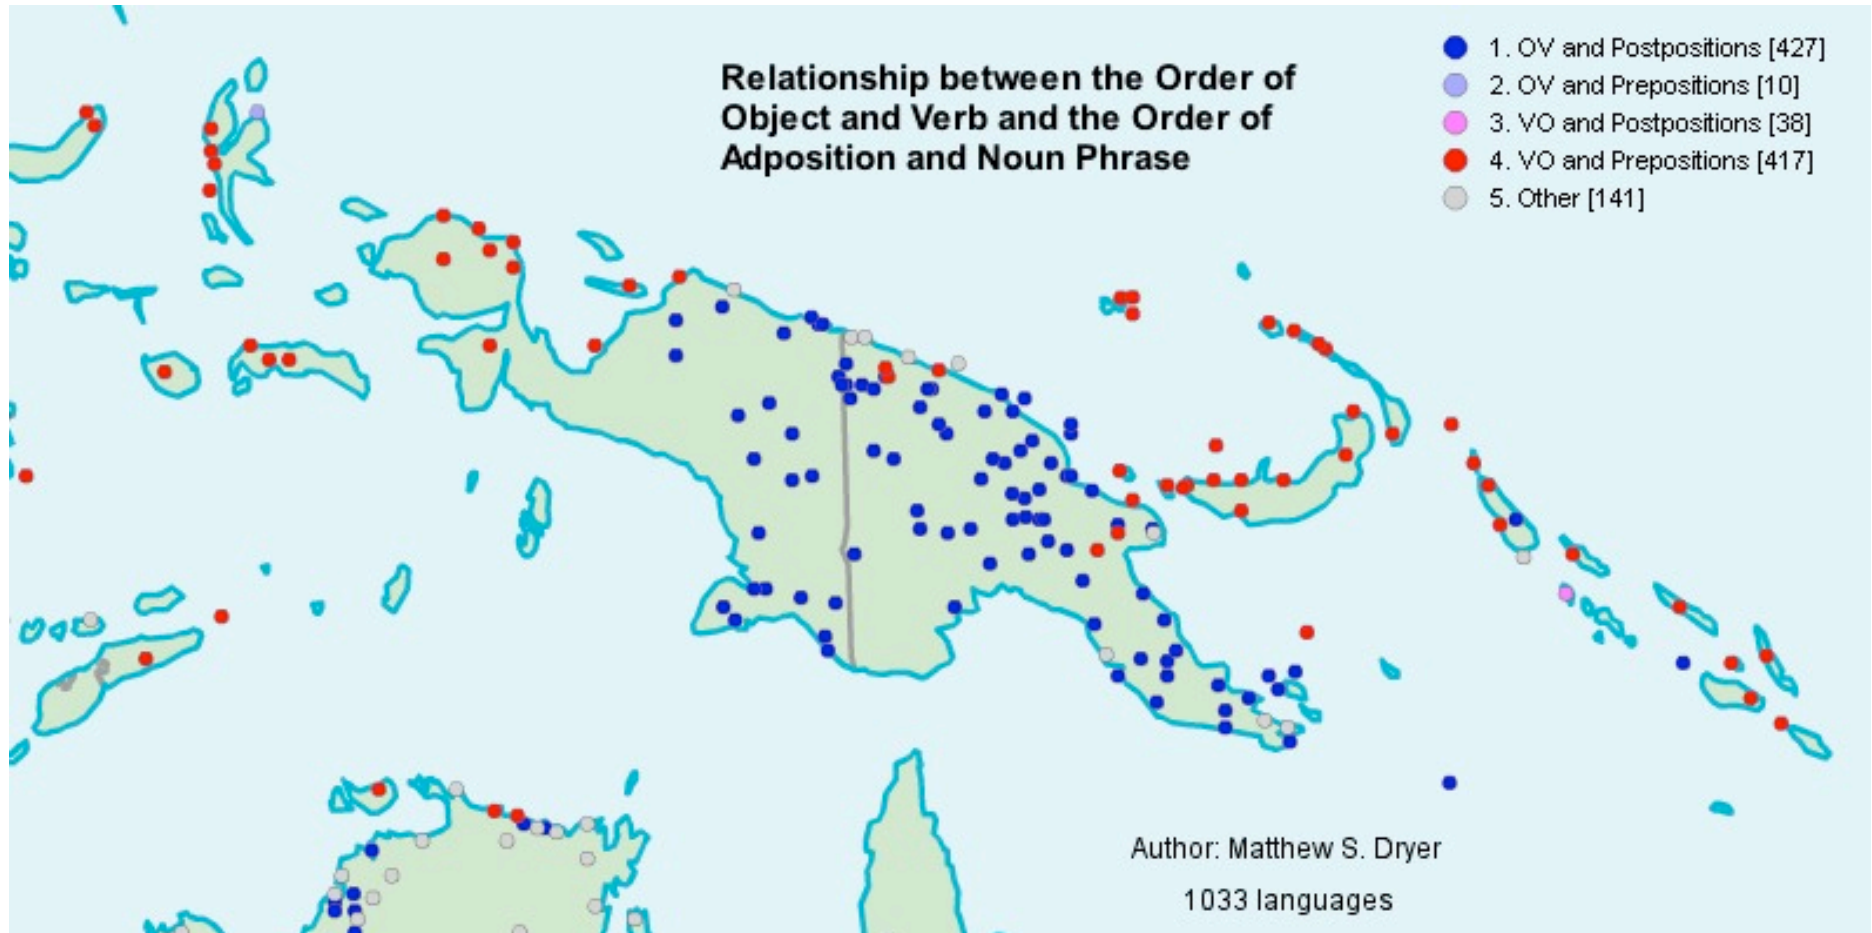 Relationship between the Order of
Object and Verb and the Order of
Adposition and Noun Phrase
1. OV and Postpositions [427]
2. OV and Prepositions [10]
3. VO and Postpositions [38]
4. VO and Prepositions [417]
5. Other [141]
Author: Matthew S. Dryer
1033 languages